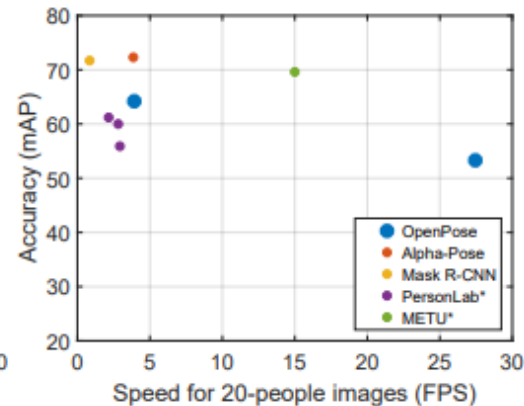 80
70
60
50
40
30
20
Accuracy (mAP)
OpenPose
Alpha-Pose
Mask R-CNN
PersonLab*
METU*
0 5 10 15 20 25 30
Speed for 20-people images (FPS)